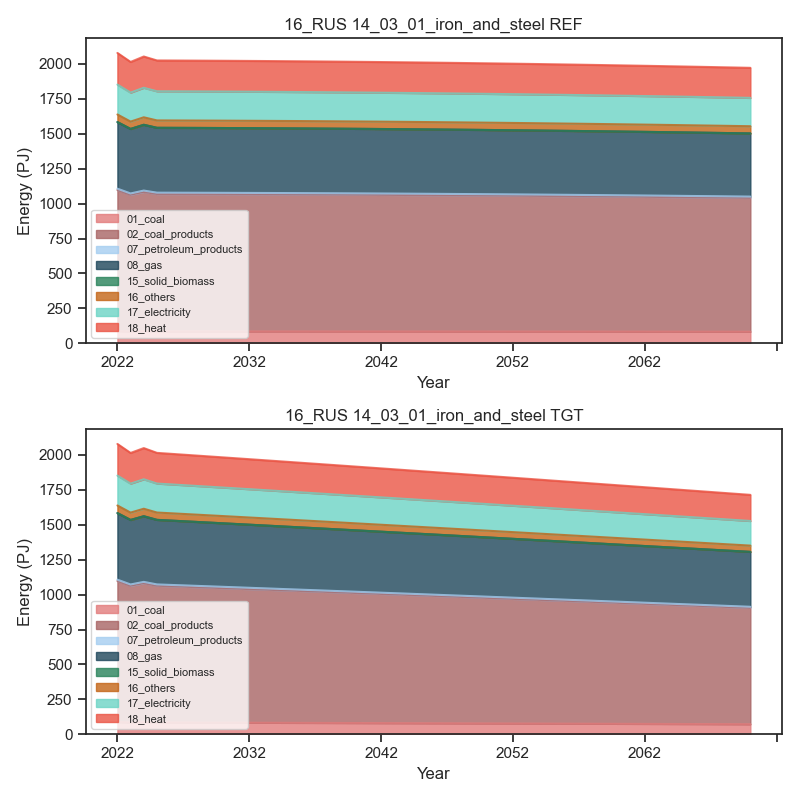 16_RUS 14_03_01_iron_and_steel REF
Energy (PJ)
2000
1750
1500
1250
1000
750
500
250
0
01_coal
02_coal_products
07_petroleum_products
08_gas
15_solid_biomass
16_others
17_electricity
18_heat
2022
2032
2042
2052
2062
Year
16_RUS 14_03_01_iron_and_steel TGT
Energy (PJ)
2000
1750
1500
1250
1000
750
500
250
0
01_coal
02_coal_products
07_petroleum_products
08_gas
15_solid_biomass
16_others
17_electricity
18_heat
2022
2032
2042
2052
2062
Year